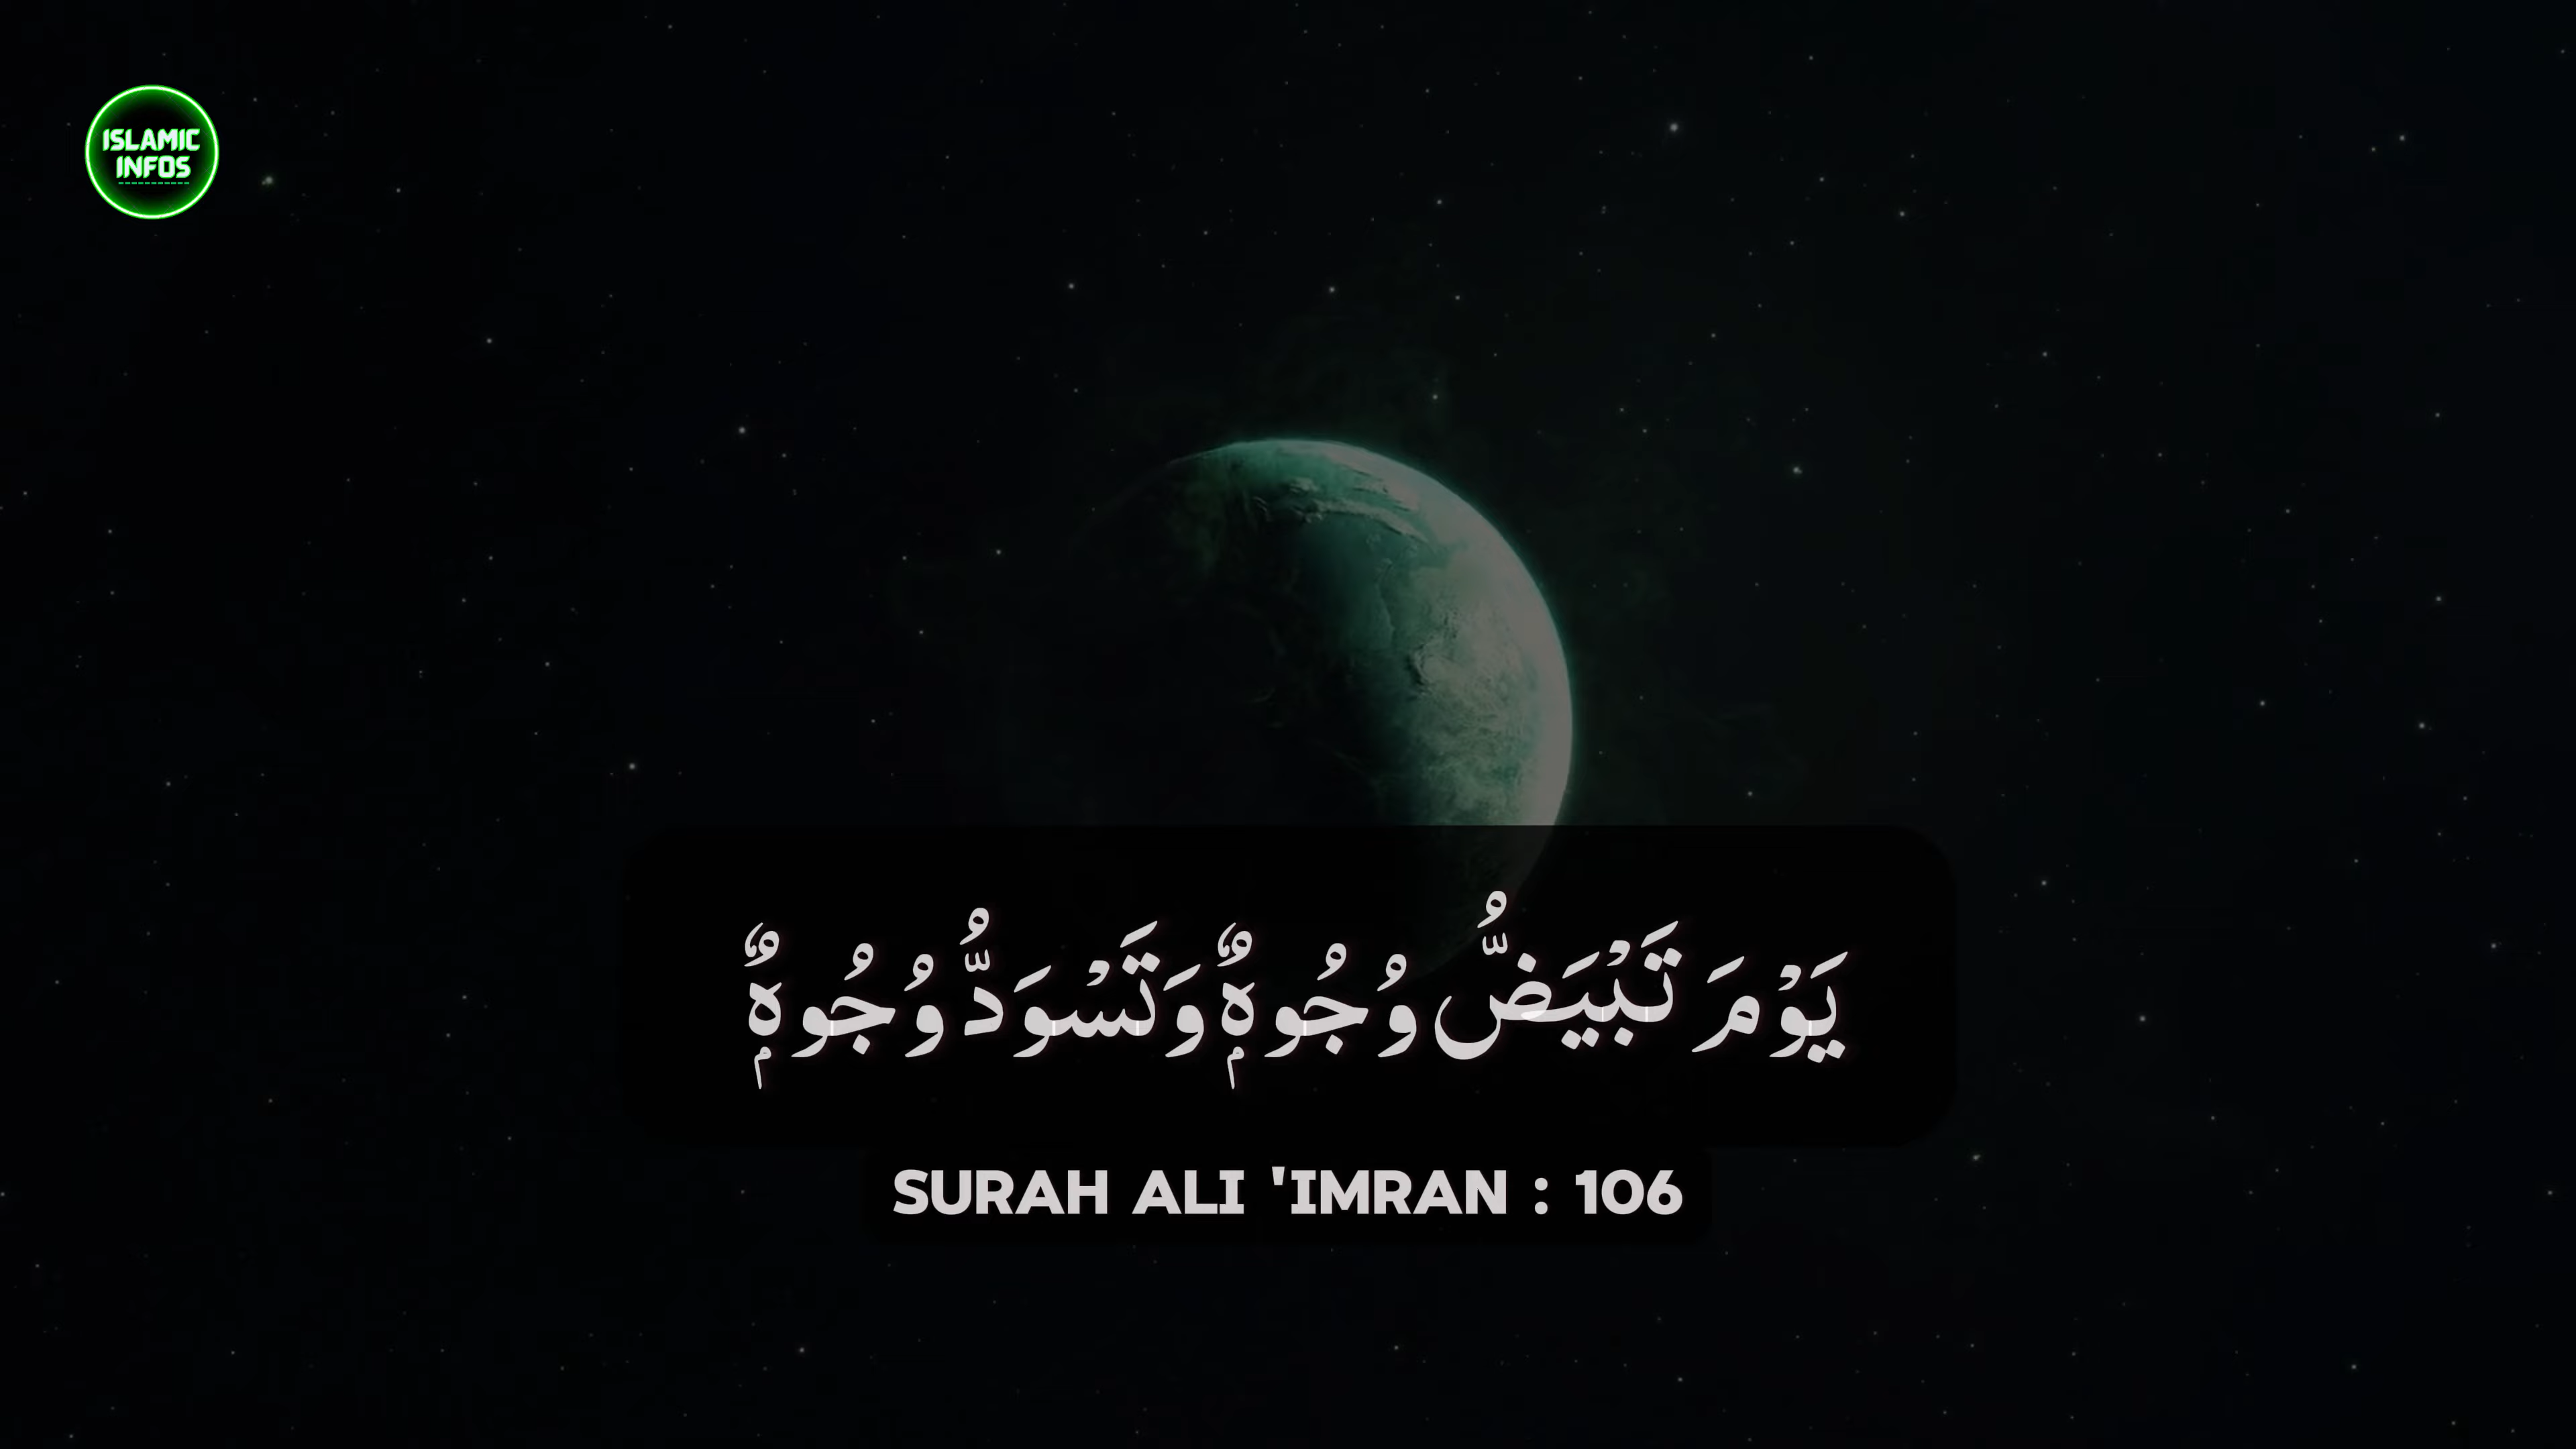 ISLAMIC
INFOS
يَوْمَ تَبْيَضُّ وُجُوهٌۭ وَتَسْوَدُّ وُجُوهٌۭ
SURAH ALI 'IMRAN : 106